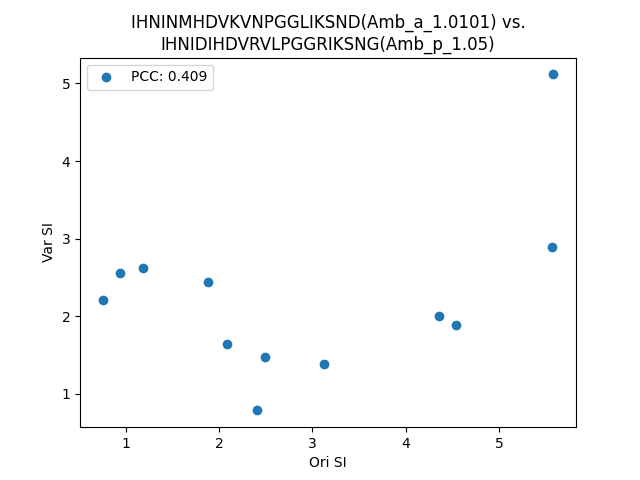 IHNINMHDVKVNPGGLIKSND(Amb_a_1.0101) vs.
IHNIDIHDVRVLPGGRIKSNG(Amb_p_1.05)
PCC: 0.409
5
4
3
2
1
Var SI
1 2 3 4 5
Ori SI